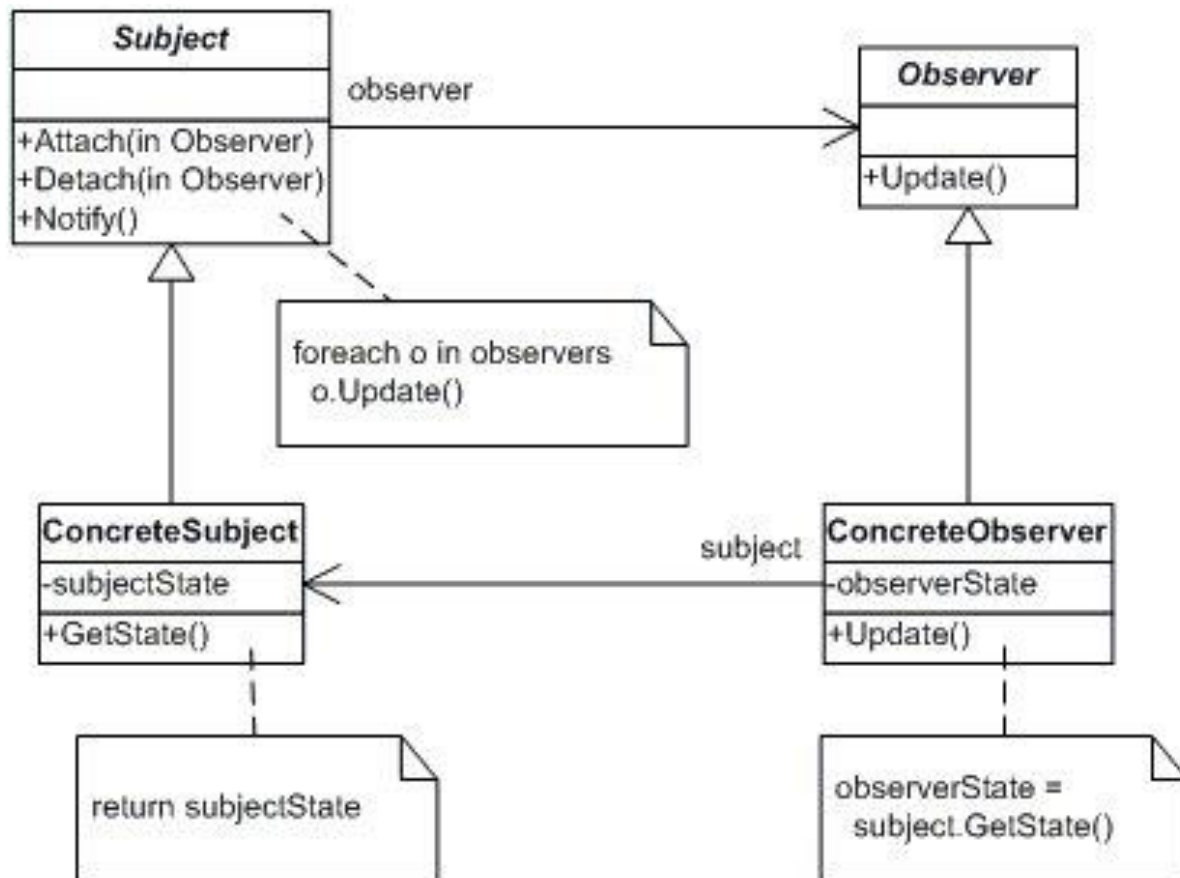 Subject
+Attach(in Observer)
+Detach(in Observer)
+Notify()
observer
Observer
+Update()
foreach o in observers
o.Update()
ConcreteSubject
-subjectState
+GetState()
subject
ConcreteObserver
-observerState
+Update()
return subjectState
observerState =
subject.GetState()